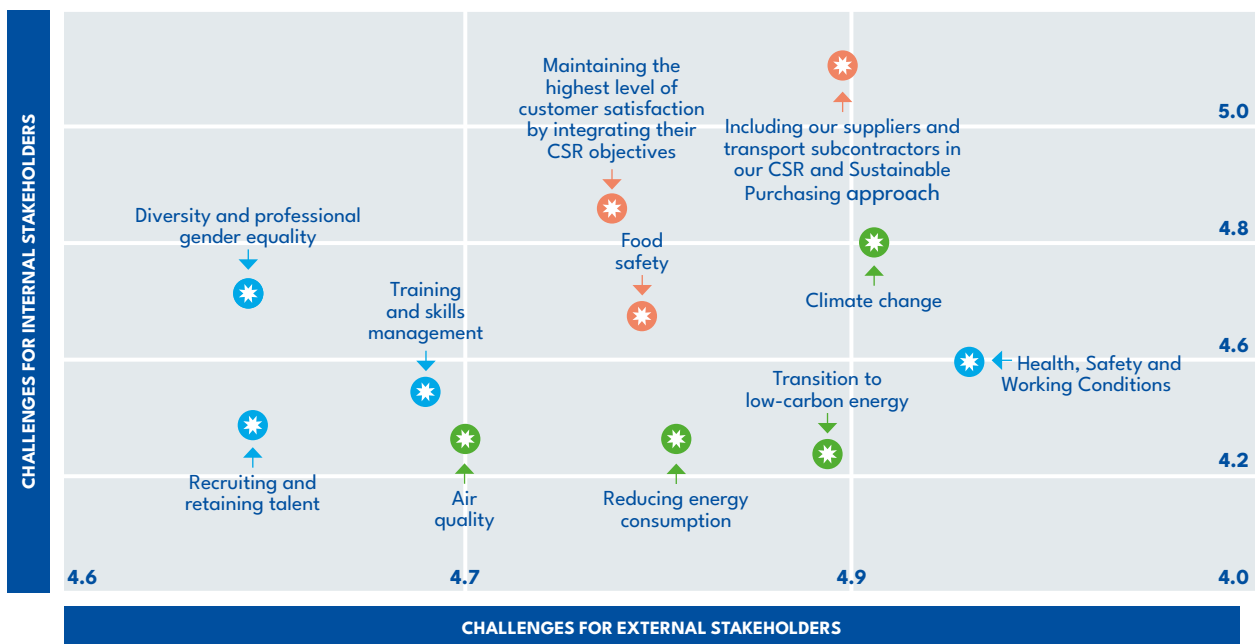 CHALLENGES FOR INTERNAL STAKEHOLDERS
Maintaining the
highest level of
customer satisfaction
by integrating their
CSR objectives
Including our suppliers and
transport subcontractors in
our CSR and Sustainable
Purchasing approach
5.0
Diversity and professional
gender equality
Food
safety
4.8
Training
and skills
management
Climate change
4.6
Health, Safety and
Working Conditions
Transition to
low-carbon energy
4.2
Recruiting and
retaining talent
Air
quality
Reducing energy
consumption
4.6
4.7
4.9
4.0
CHALLENGES FOR EXTERNAL STAKEHOLDERS